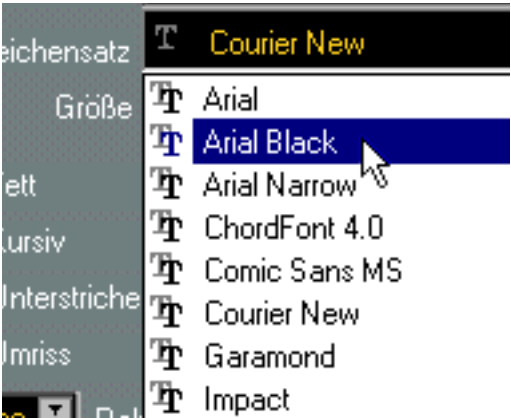 eichensatz Courier New
Größe Arial
Arial Black
ett Arial Narrow
ChordFont 4.0
ursiv Comic Sans MS
Unterstriche Courier New
Umriss Garamond
Impact